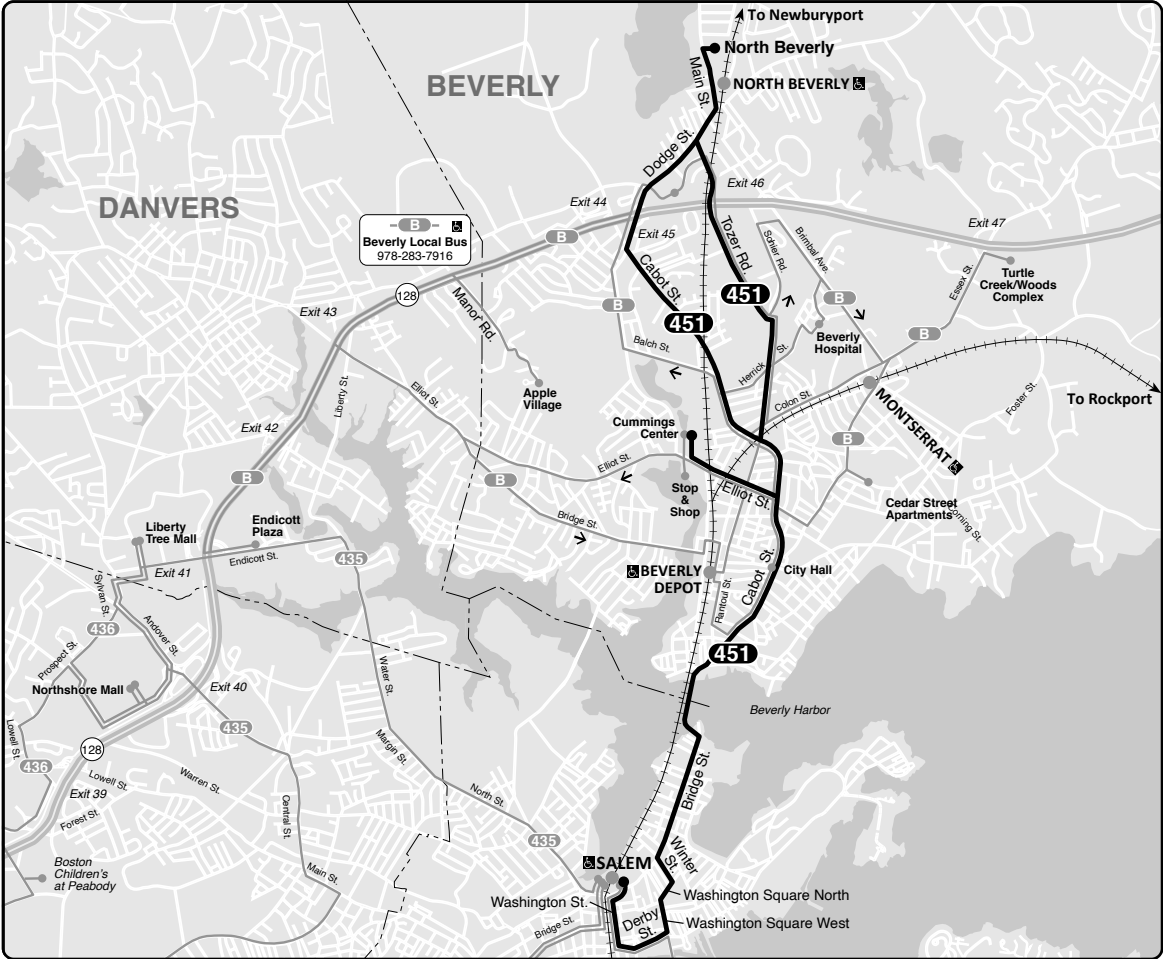 To Newburyport
North Beverly
NORTH BEVERLY
Main St.
BEVERLY
Dodge St.
DANVERS
Exit 44
Exit 46
Exit 47
B
Beverly Local Bus
978-283-7916
B
Exit 45
Tozer Rd.
Sohier Rd.
Brimbal Ave.
Essex St.
Turtle
Creek/Woods
Complex
Cabot St.
128
Manor Rd.
451
451
B
B
B
Exit 43
Balch St.
Beverly
Hospital
Herrick St.
Liberty St.
Elliot St.
Apple
Village
Colon St.
MONTSERRAT
Foster St.
To Rockport
Exit 42
Cummings
Center
B
B
B
Elliot St.
Elliot St.
Stop
&
Shop
Cedar Street
Apartments
Corning St.
Bridge St.
Liberty
Tree Mall
Endicott
Plaza
Endicott St.
435
Exit 41
BEVERLY
DEPOT
City Hall
Cabot St.
Rantoul St.
Sylvan St.
436
Andover St.
Prospect St.
451
Water St.
Northshore Mall
Exit 40
Beverly Harbor
Lowell St.
435
128
Margin St.
436
Lowell St.
Warren St.
Bridge St.
Exit 39
North St.
Forest St.
Central St.
435
Winter
St.
Boston
Children's
at Peabody
Main St.
SALEM
Washington Square North
Washington St.
Derby
St.
Washington Square West
Bridge St.